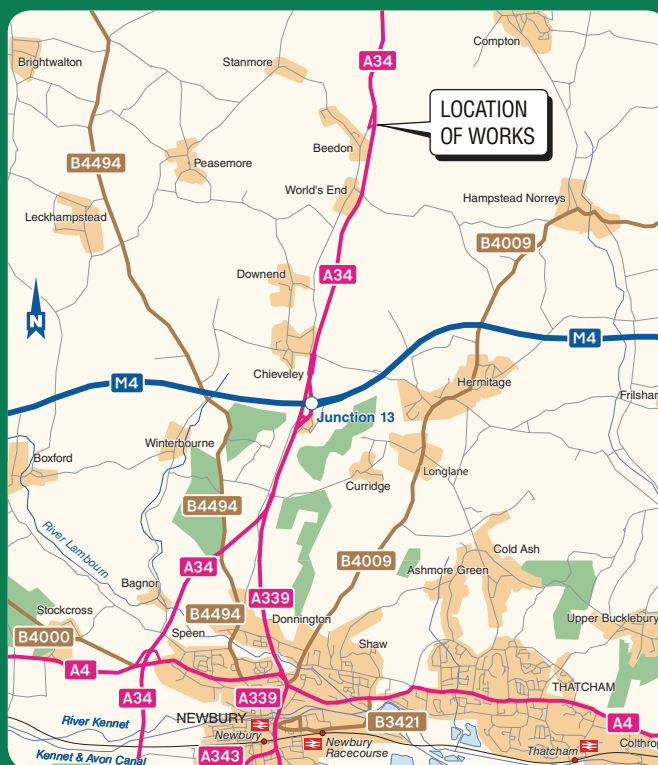 Compton
Brightwalton
Stanmore
A34
LOCATION
OF WORKS
Beedon
B4494
Peasemore
World's End
Hampstead Norreys
Leckhampstead
B4009
Downend
A34
N
M4
Chieveley
M4
Hermitage
Frilsham
Junction 13
Winterbourne
Boxford
Longlane
Curridge
B4494
River Lambourn
Cold Ash
A34
B4009
Ashmore Green
Bagnor
A339
Stockcross
B4494
Donnington
Upper Bucklebury
Speen
B4000
Shaw
A4
A34
A339
THATCHAM
NEWBURY
River Kennet
B3421
A4
Newbury
Newbury
Racecourse
Colthrop
Kennet & Avon Canal
A343
Thatcham